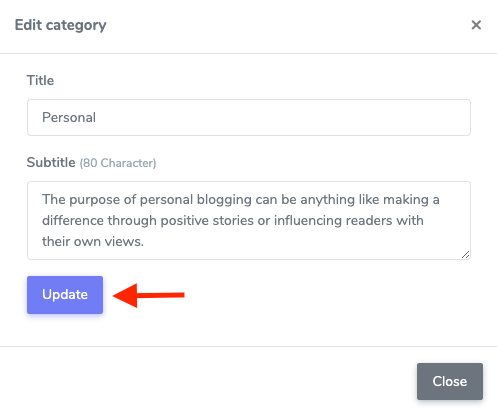 Edit category ×
Title
Personal
Subtitle (80 Character)
The purpose of personal blogging can be anything like making a
difference through positive stories or influencing readers with
their own views.
Update
Close